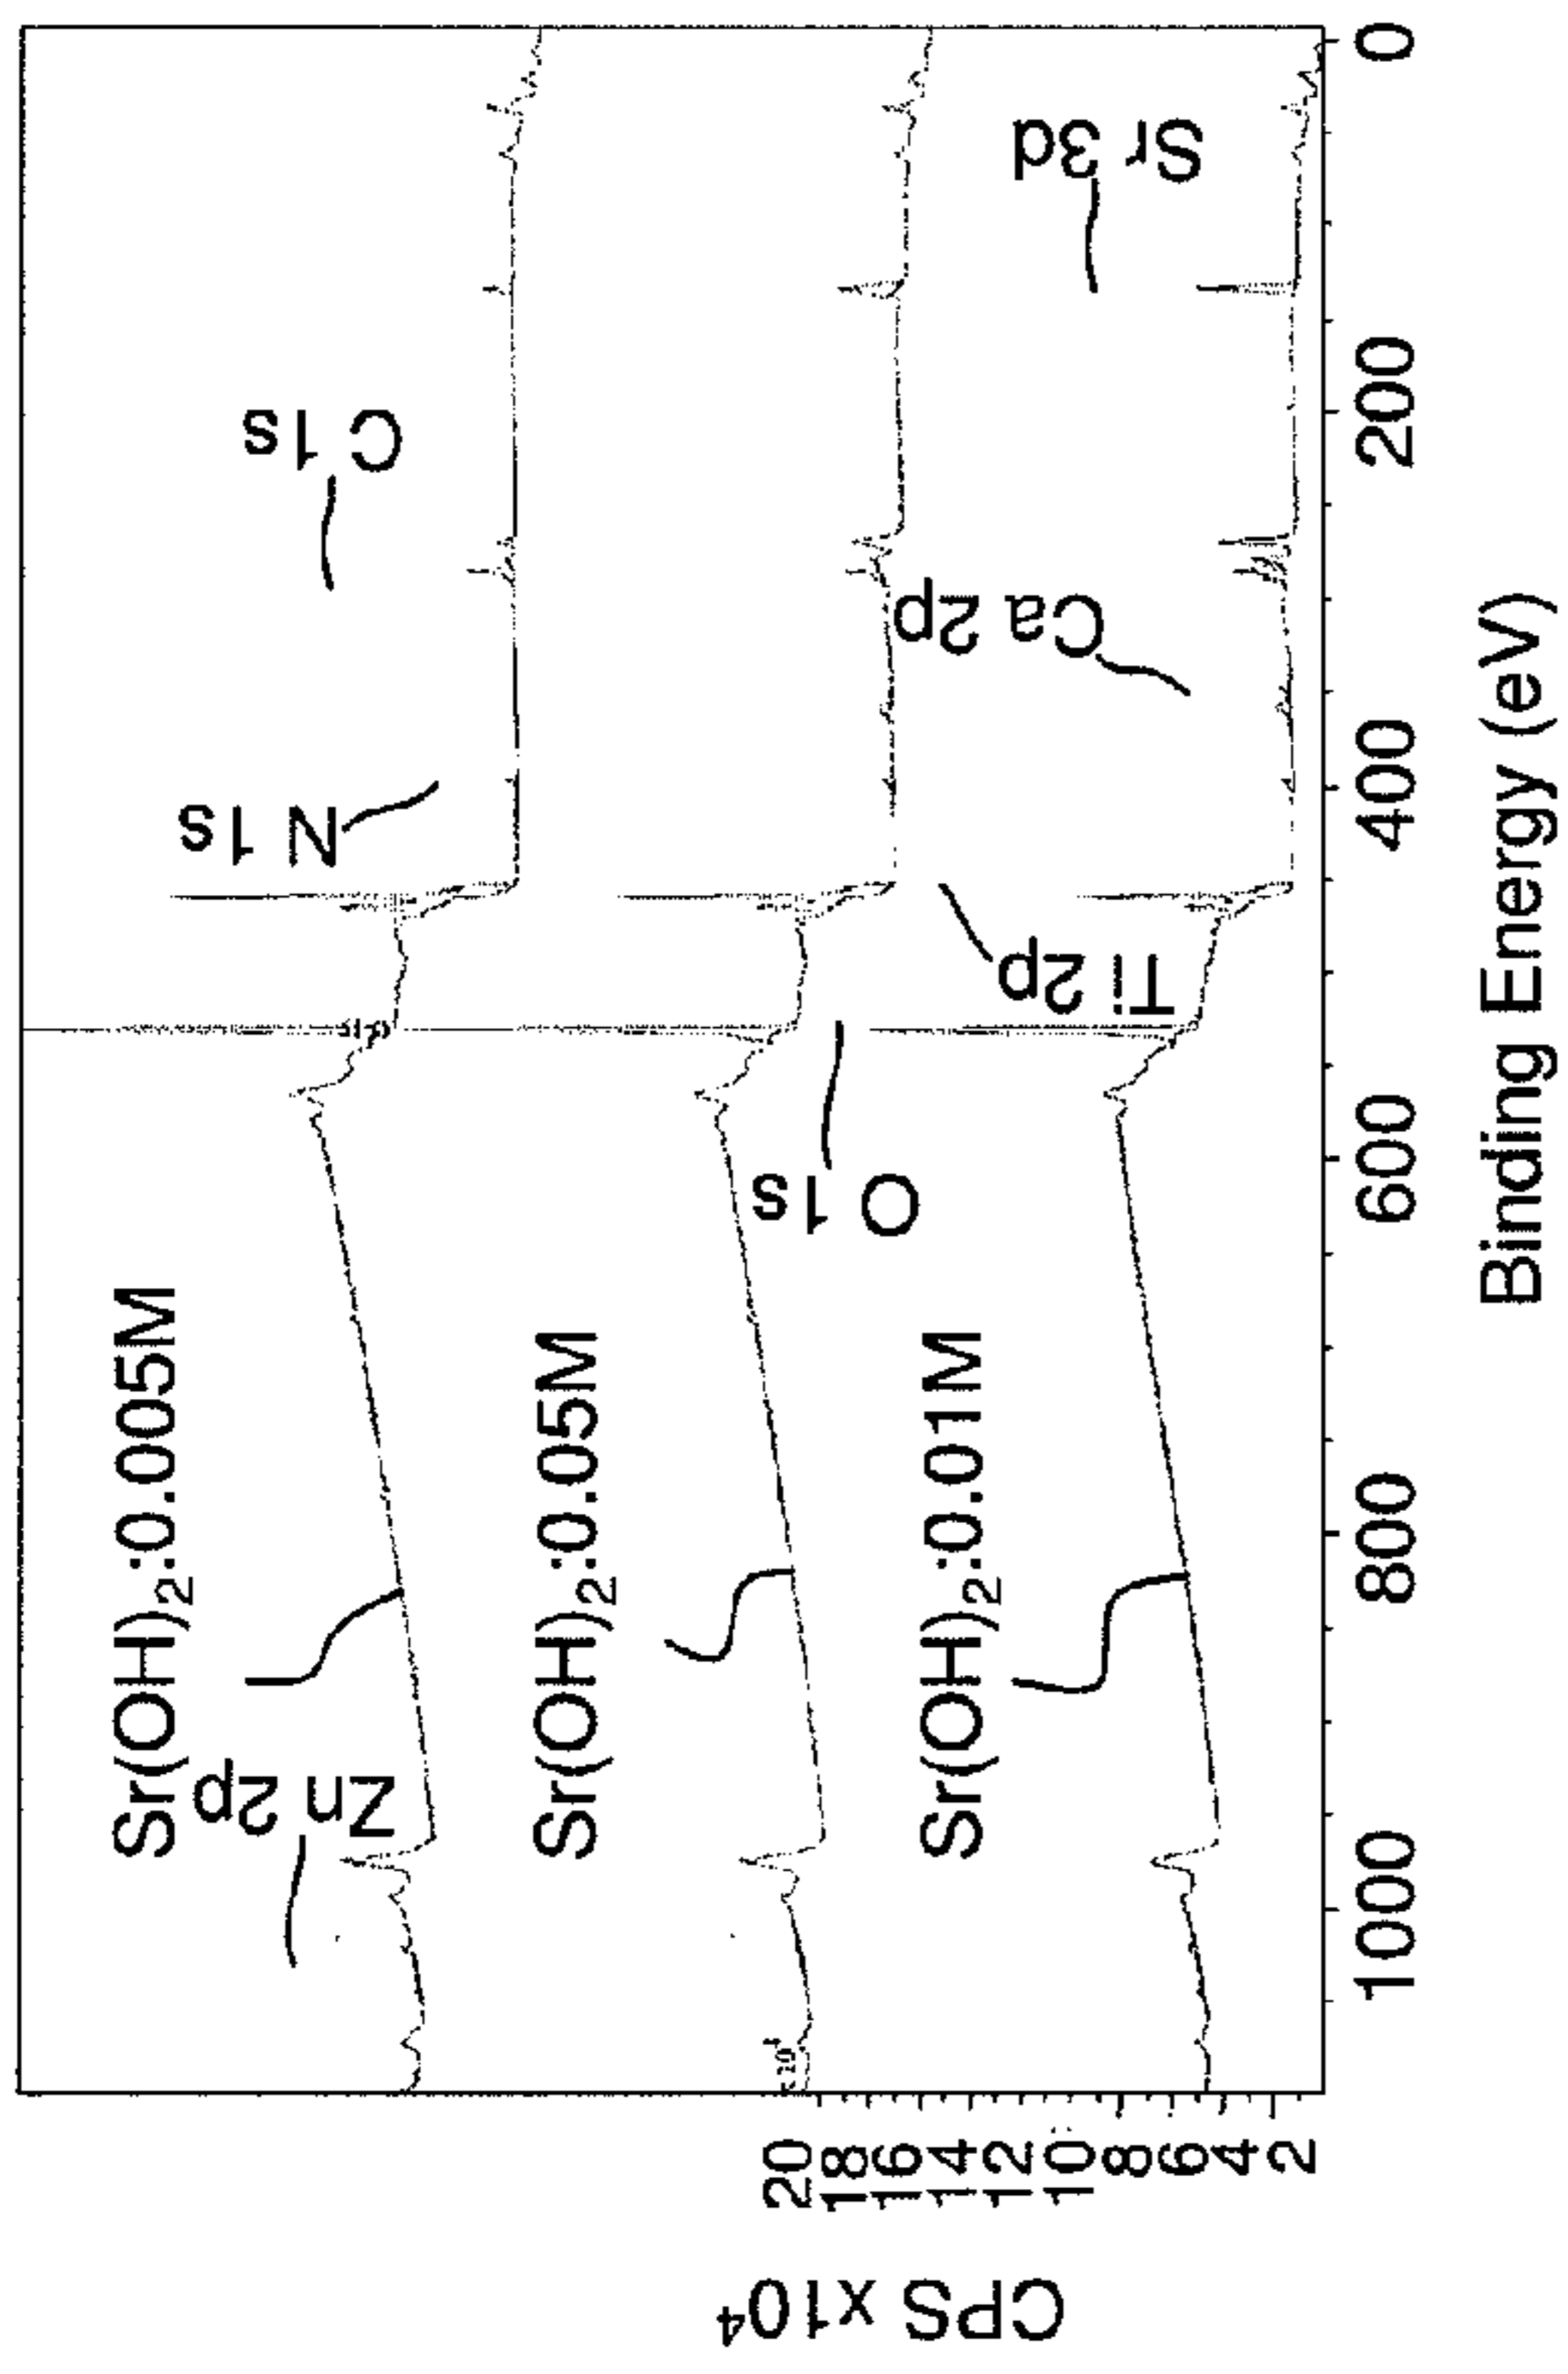 CPS x10⁴
20
18
16
14
12
10
8
6
4
2
Sr(OH)₂:0.005M
Zn 2p
N 1s
C 1s
Sr(OH)₂:0.05M
O 1s
Ti 2p
Ca 2p
Sr(OH)₂:0.01M
Sr 3d
1000
800
600
400
200
0
Binding Energy (eV)